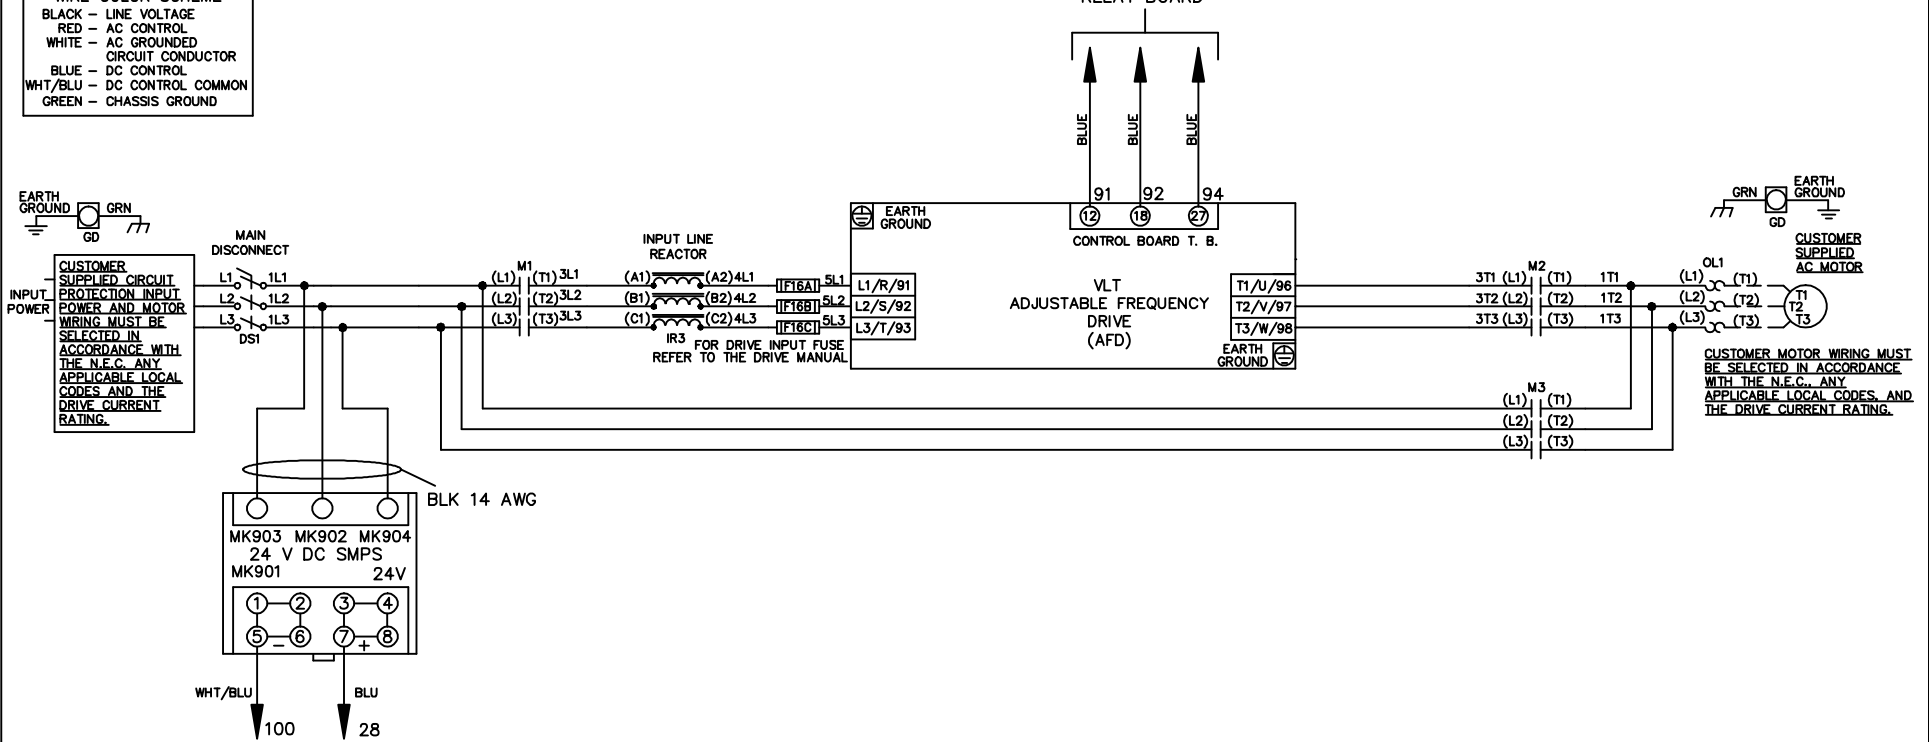 BLACK – LINE VOLTAGE
RED – AC CONTROL
WHITE – AC GROUNDED
CIRCUIT CONDUCTOR
BLUE – DC CONTROL
WHT/BLU – DC CONTROL COMMON
GREEN – CHASSIS GROUND
BLUE
BLUE
BLUE
91
92
94
12
18
27
CONTROL BOARD T. B.
EARTH
GROUND
GRN
GD
INPUT
POWER
CUSTOMER
SUPPLIED CIRCUIT
PROTECTION INPUT
POWER AND MOTOR
WIRING MUST BE
SELECTED IN
ACCORDANCE WITH
THE N.E.C. ANY
APPLICABLE LOCAL
CODES AND THE
DRIVE CURRENT
RATING.
MAIN
DISCONNECT
L1 1L1
L2 1L2
L3 1L3
DS1
M1
(L1) (T1) 3L1
(L2) (T2) 3L2
(L3) (T3) 3L3
INPUT LINE
REACTOR
(A1) (A2) 4L1
(B1) (B2) 4L2
(C1) (C2) 4L3
IR3
F16A 5L1
F16B 5L2
F16C 5L3
FOR DRIVE INPUT FUSE
REFER TO THE DRIVE MANUAL
EARTH
GROUND
L1/R/91
L2/S/92
L3/T/93
VLT
ADJUSTABLE FREQUENCY
DRIVE
(AFD)
T1/U/96
T2/V/97
T3/W/98
EARTH
GROUND
M2
3T1 (L1) (T1) 1T1
3T2 (L2) (T2) 1T2
3T3 (L3) (T3) 1T3
M3
(L1) (T1)
(L2) (T2)
(L3) (T3)
OL1
(L1) (T1)
(L2) (T2)
(L3) (T3)
T1
T2
T3
GRN
EARTH
GROUND
GD
CUSTOMER
SUPPLIED
AC MOTOR
CUSTOMER MOTOR WIRING MUST
BE SELECTED IN ACCORDANCE
WITH THE N.E.C., ANY
APPLICABLE LOCAL CODES, AND
THE DRIVE CURRENT RATING.
BLK 14 AWG
MK903 MK902 MK904
24 V DC SMPS
MK901 24V
1 2 3 4
5 – 6 7 + 8
WHT/BLU
BLU
100
28